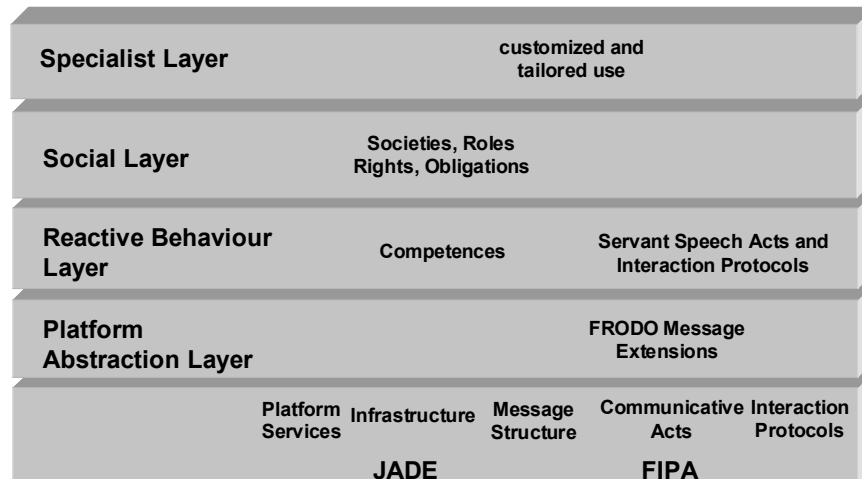 Specialist Layer
customized and
tailored use
Social Layer
Societies, Roles
Rights, Obligations
Reactive Behaviour
Layer
Competences
Servant Speech Acts and
Interaction Protocols
Platform
Abstraction Layer
FRODO Message
Extensions
Platform
Services
Infrastructure
Message
Structure
Communicative
Acts
Interaction
Protocols
JADE
FIPA